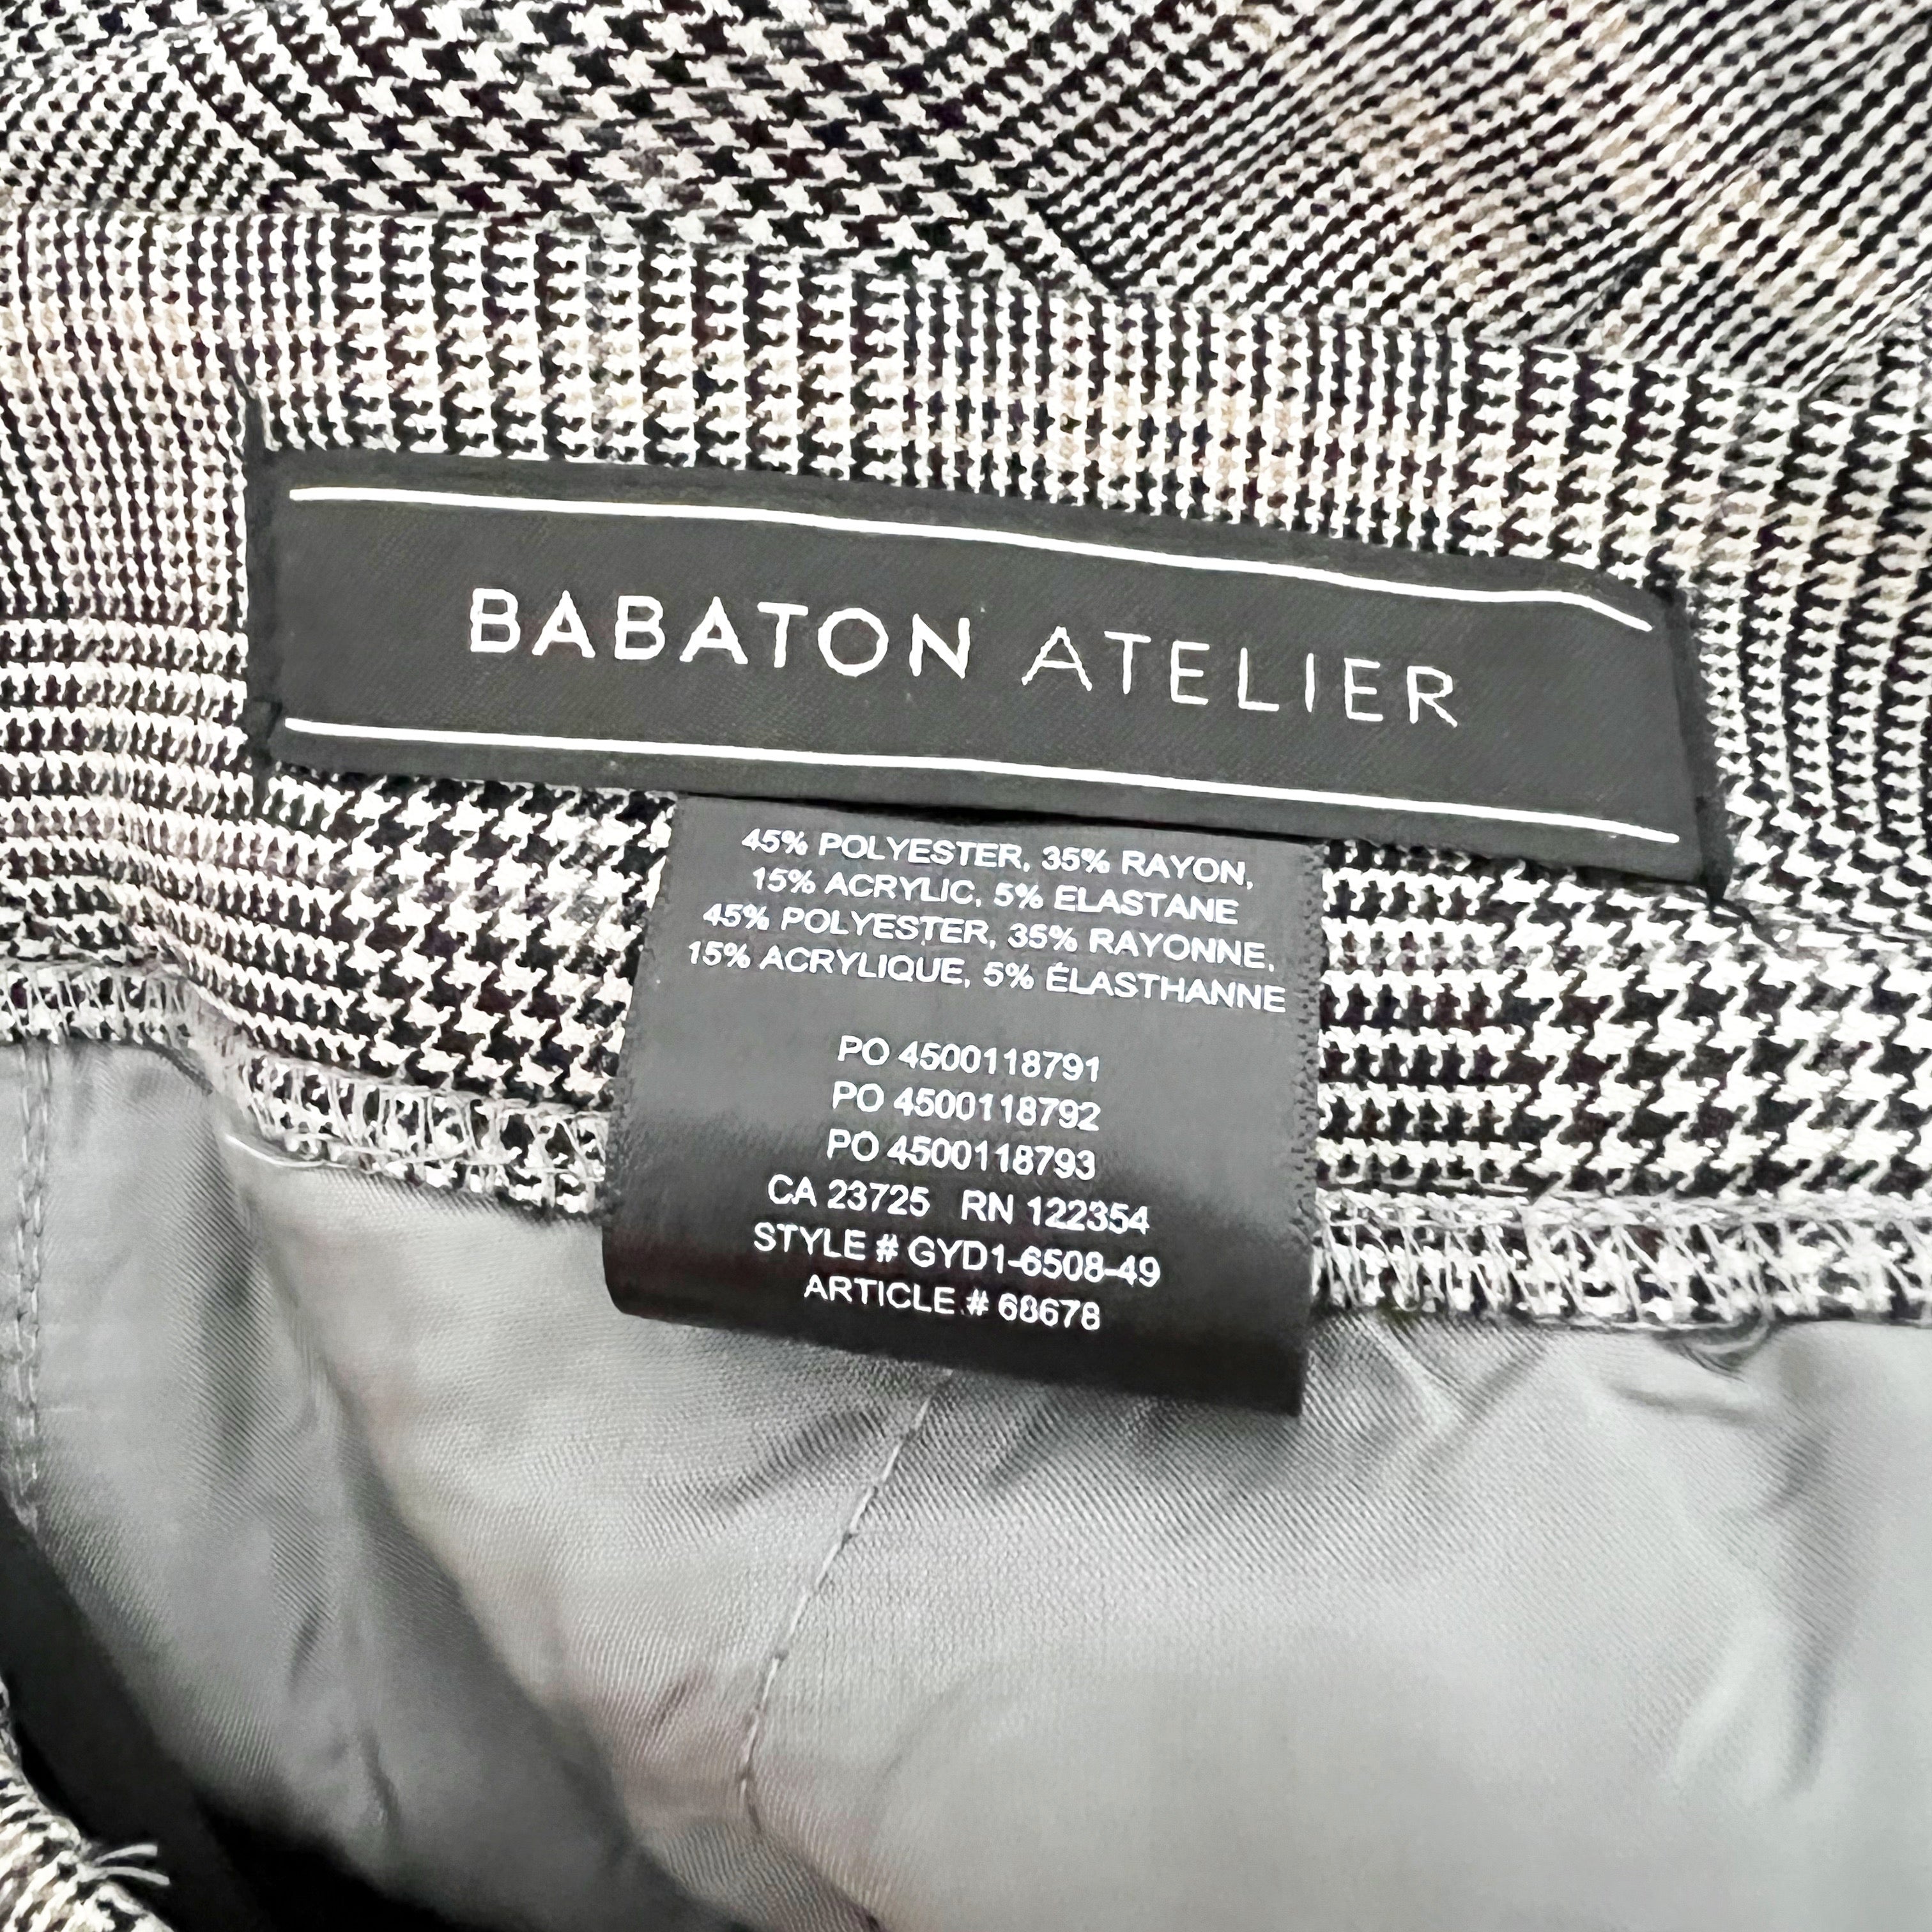 BABATON ATELIER
45% POLYESTER, 35% RAYON,
15% ACRYLIC, 5% ELASTANE
45% POLYESTER, 35% RAYONNE,
15% ACRYLIQUE, 5% ÉLASTHANNE
PO 4500118791
PO 4500118792
PO 4500118793
CA 23725 RN 122354
STYLE # GYD1-6508-49
ARTICLE # 68678